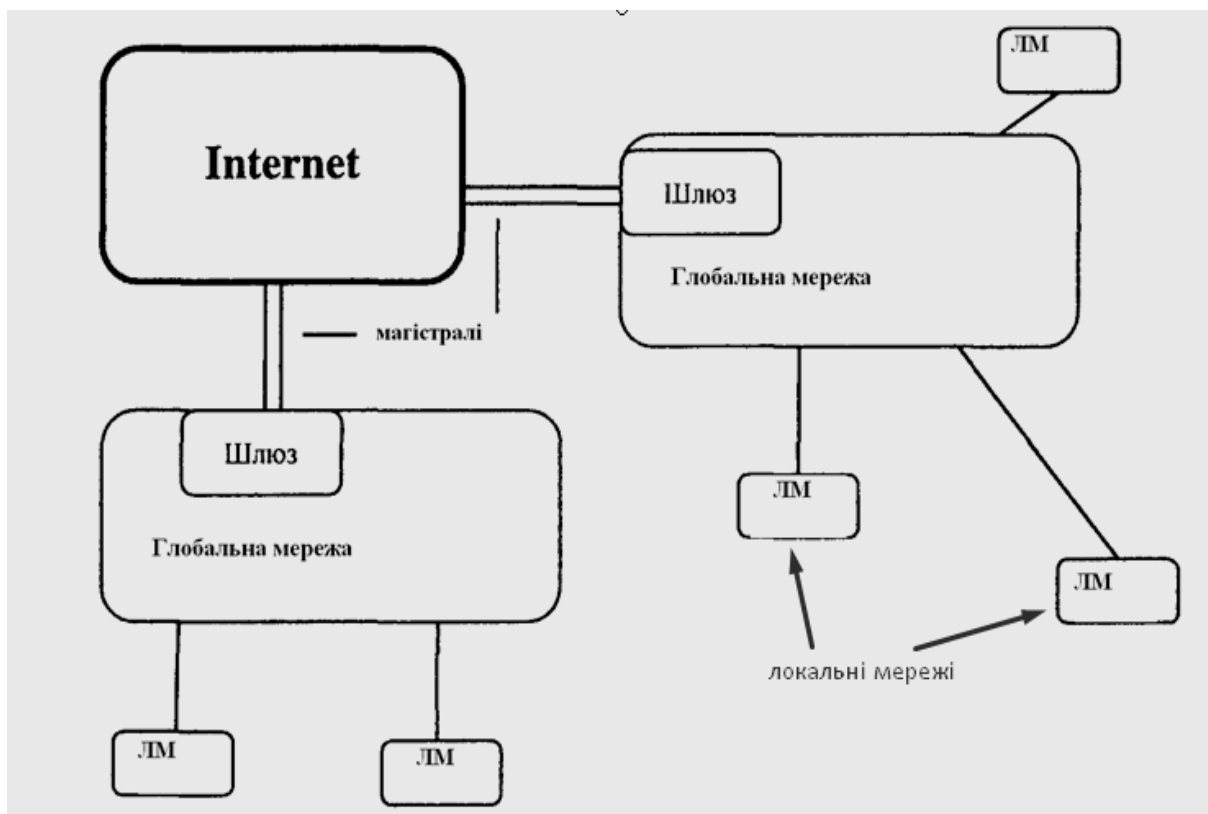 ЛМ
Internet
Шлюз
Глобальна мережа
магістралі
Шлюз
ЛМ
Глобальна мережа
ЛМ
локальні мережі
ЛМ
ЛМ